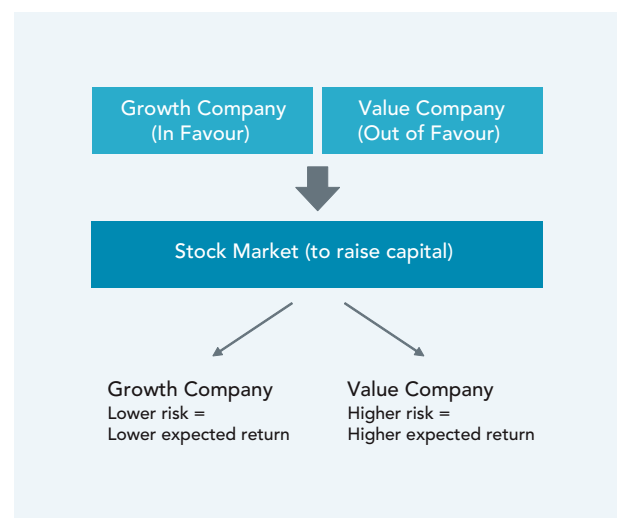 Growth Company
(In Favour)
Value Company
(Out of Favour)
Stock Market (to raise capital)
Growth Company
Lower risk =
Lower expected return
Value Company
Higher risk =
Higher expected return